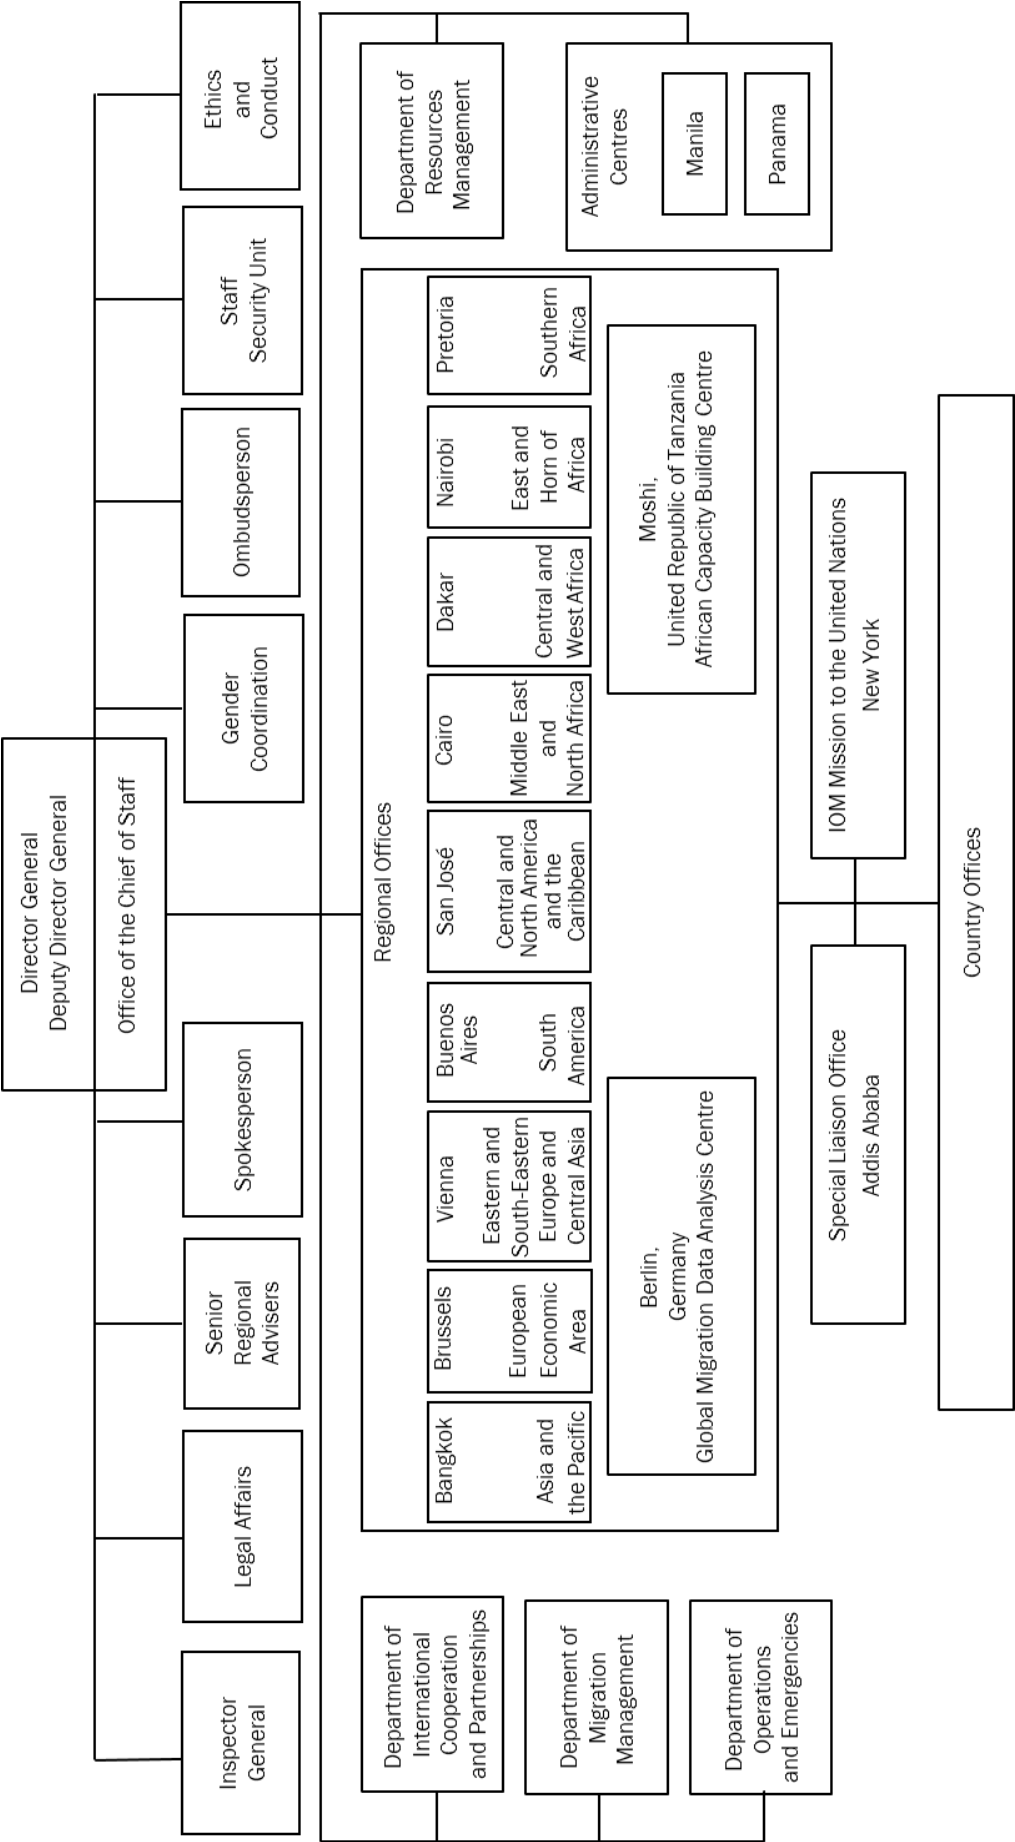 Director General
Deputy Director General
Office of the Chief of Staff
Inspector
General
Legal Affairs
Senior
Regional
Advisers
Spokesperson
Gender
Coordination
Ombudsperson
Staff
Security Unit
Ethics
and
Conduct
Department of
International
Cooperation
and Partnerships
Department of
Migration
Management
Department of
Operations
and Emergencies
Regional Offices
Bangkok
Asia and
the Pacific
Brussels
European
Economic
Area
Vienna
Eastern and
South-Eastern
Europe and
Central Asia
Buenos
Aires
South
America
San José
Central and
North America
and the
Caribbean
Cairo
Middle East
and
North Africa
Dakar
Central and
West Africa
Nairobi
East and
Horn of
Africa
Pretoria
Southern
Africa
Berlin,
Germany
Global Migration Data Analysis Centre
Moshi,
United Republic of Tanzania
African Capacity Building Centre
Department of
Resources
Management
Administrative
Centres
Manila
Panama
Special Liaison Office
Addis Ababa
IOM Mission to the United Nations
New York
Country Offices